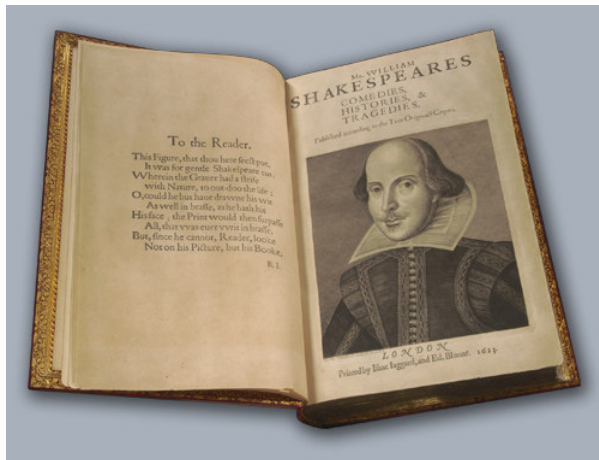 To the Reader.
This Figure, that thou here seest put,
It was for gentle Shakespeare cut;
Wherein the Grauer had a strife
with Nature, to out-doo the life :
O, could he but haue drawne his wit
As well in brasse, as he hath hit
His face ; the Print would then surpasse
All, that vvas euer vvrit in brasse.
But, since he cannot, Reader, looke
Not on his Picture, but his Booke.
B. I.
Mr. WILLIAM
SHAKESPEARES
COMEDIES,
HISTORIES, &
TRAGEDIES.
Published according to the True Originall Copies.
LONDON
Printed by Isaac Iaggard, and Ed. Blount. 1623.